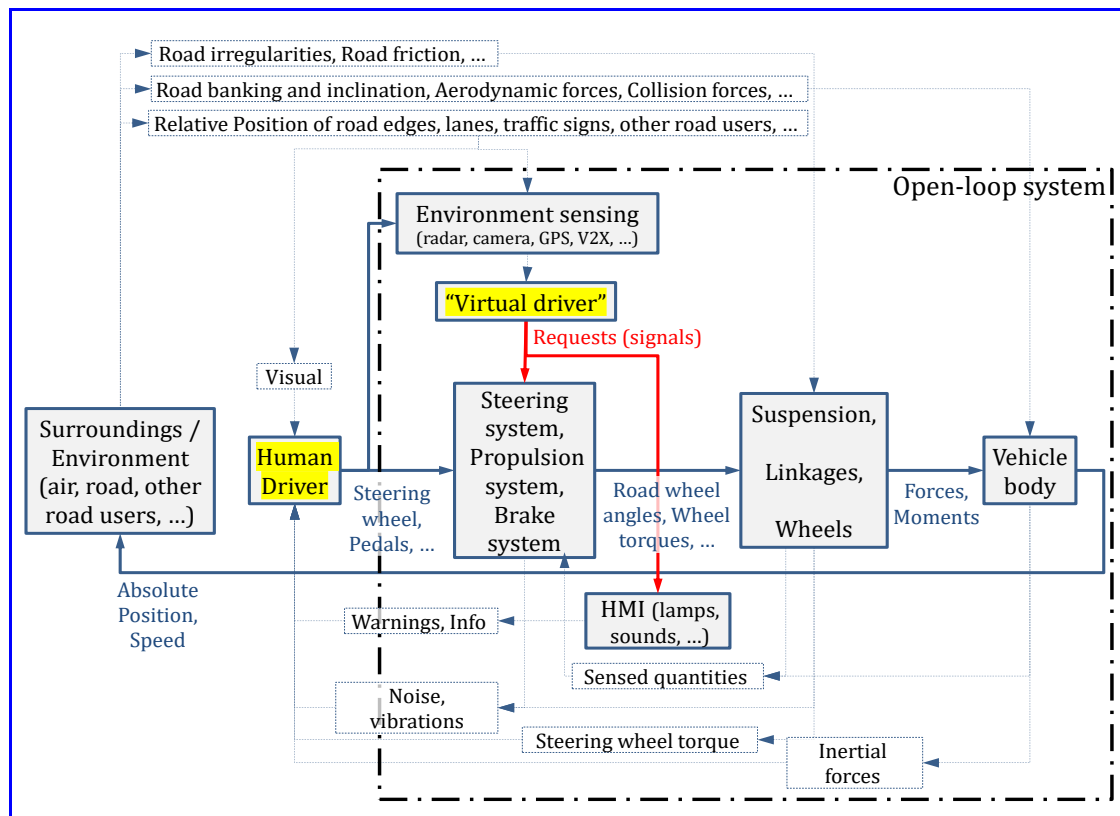 Road irregularities, Road friction, …
Road banking and inclination, Aerodynamic forces, Collision forces, …
Relative Position of road edges, lanes, traffic signs, other road users, …
Open-loop system
Environment sensing
(radar, camera, GPS, V2X, …)
“Virtual driver”
Requests (signals)
Visual
Surroundings /
Environment
(air, road, other
road users, …)
Human
Driver
Steering
wheel,
Pedals, …
Steering
system,
Propulsion
system,
Brake
system
Road wheel
angles, Wheel
torques, …
Suspension,
Linkages,
Wheels
Forces,
Moments
Vehicle
body
Absolute
Position,
Speed
Warnings, Info
HMI (lamps,
sounds, …)
Sensed quantities
Noise,
vibrations
Steering wheel torque
Inertial
forces